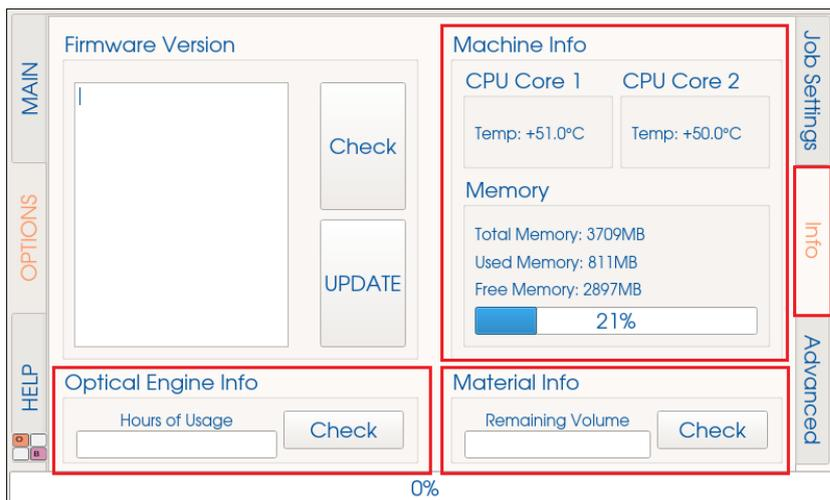 MAIN
OPTIONS
HELP
O
B
Firmware Version
Check
UPDATE
Optical Engine Info
Hours of Usage
Check
Machine Info
CPU Core 1
CPU Core 2
Temp: +51.0°C
Temp: +50.0°C
Memory
Total Memory: 3709MB
Used Memory: 811MB
Free Memory: 2897MB
21%
Material Info
Remaining Volume
Check
Job Settings
Info
Advanced
0%